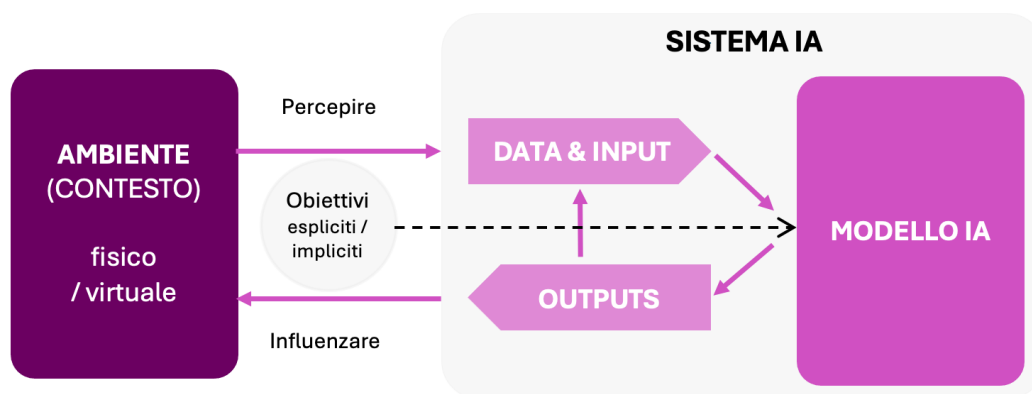 SISTEMA IA
AMBIENTE
(CONTESTO)
fisico
/ virtuale
Percepire
Obiettivi
espliciti /
impliciti
Influenzare
DATA & INPUT
OUTPUTS
MODELLO IA